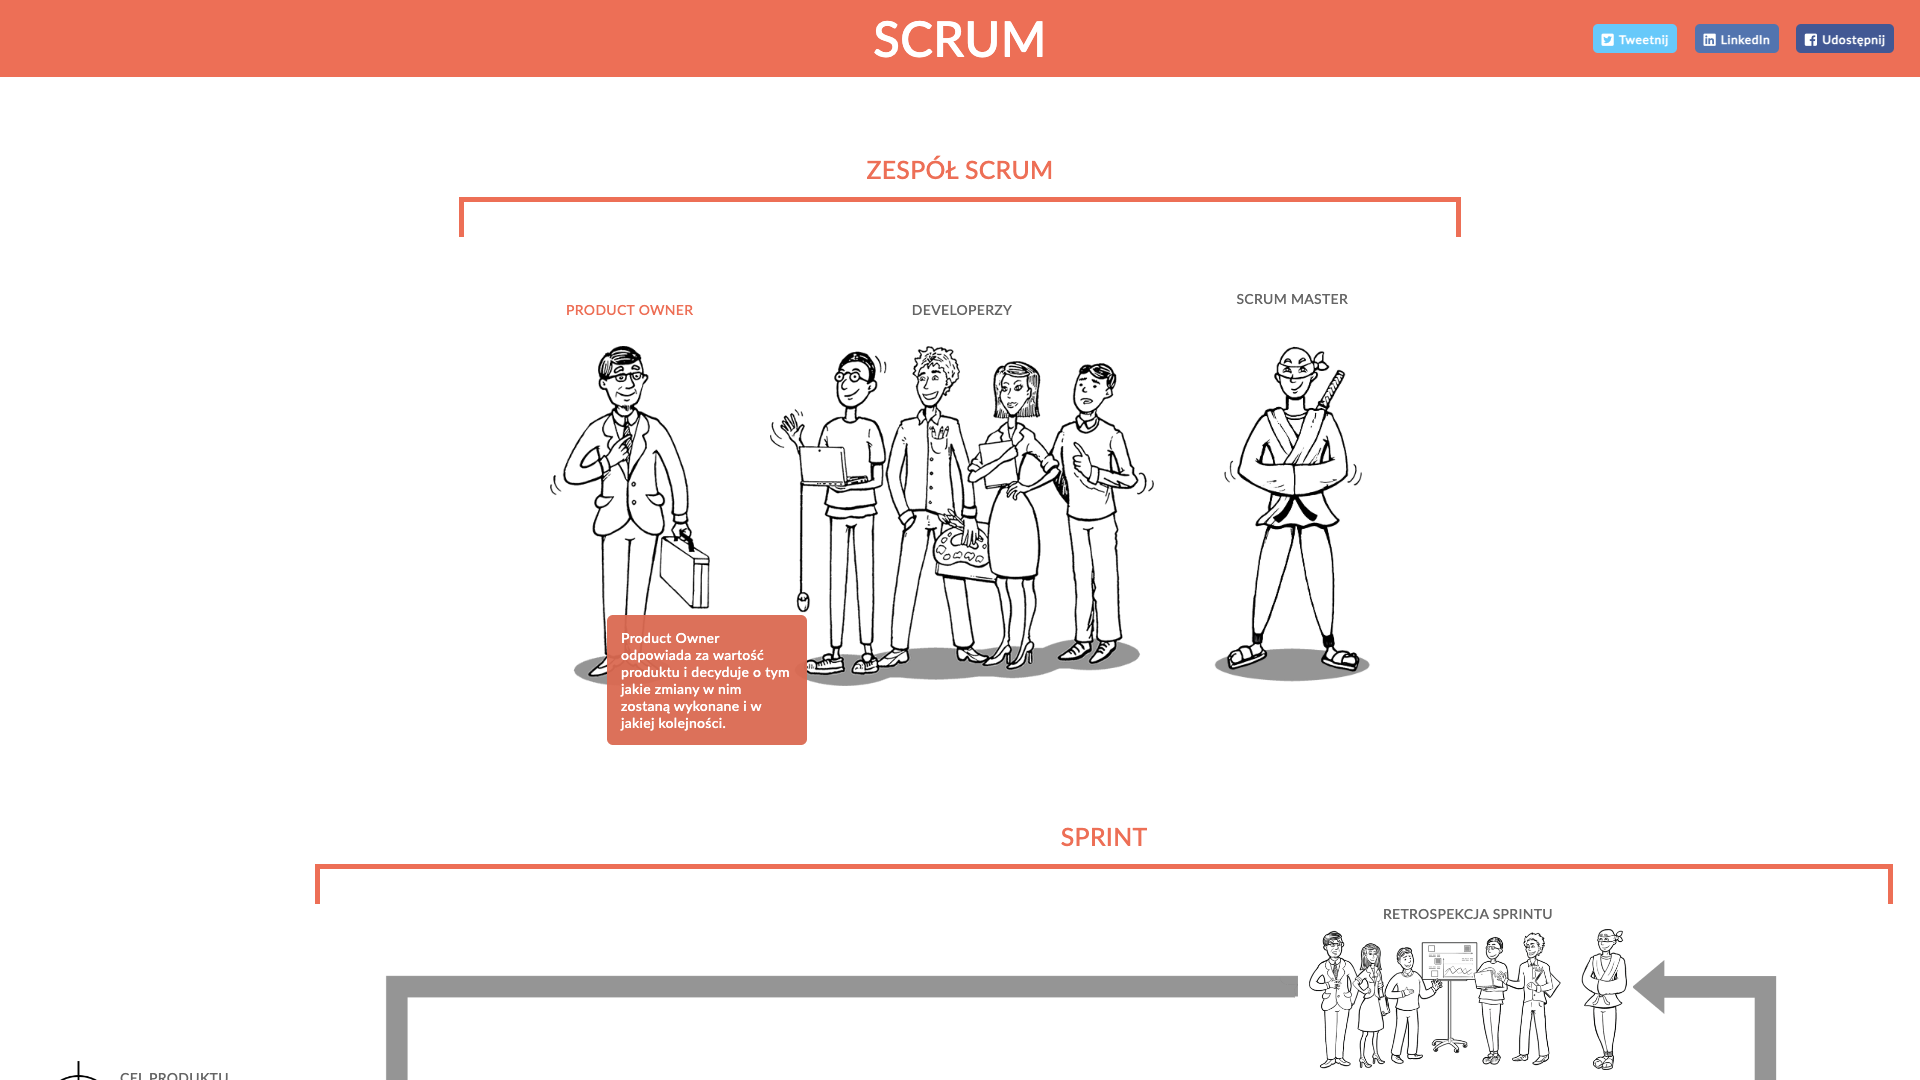 SCRUM
Tweetnij
LinkedIn
Udostępnij
ZESPÓŁ SCRUM
PRODUCT OWNER
DEVELOPERZY
SCRUM MASTER
Product Owner
odpowiada za wartość
produktu i decyduje o tym
jakie zmiany w nim
zostaną wykonane i w
jakiej kolejności.
SPRINT
RETROSPEKCJA SPRINTU
CEL PRODUKTU